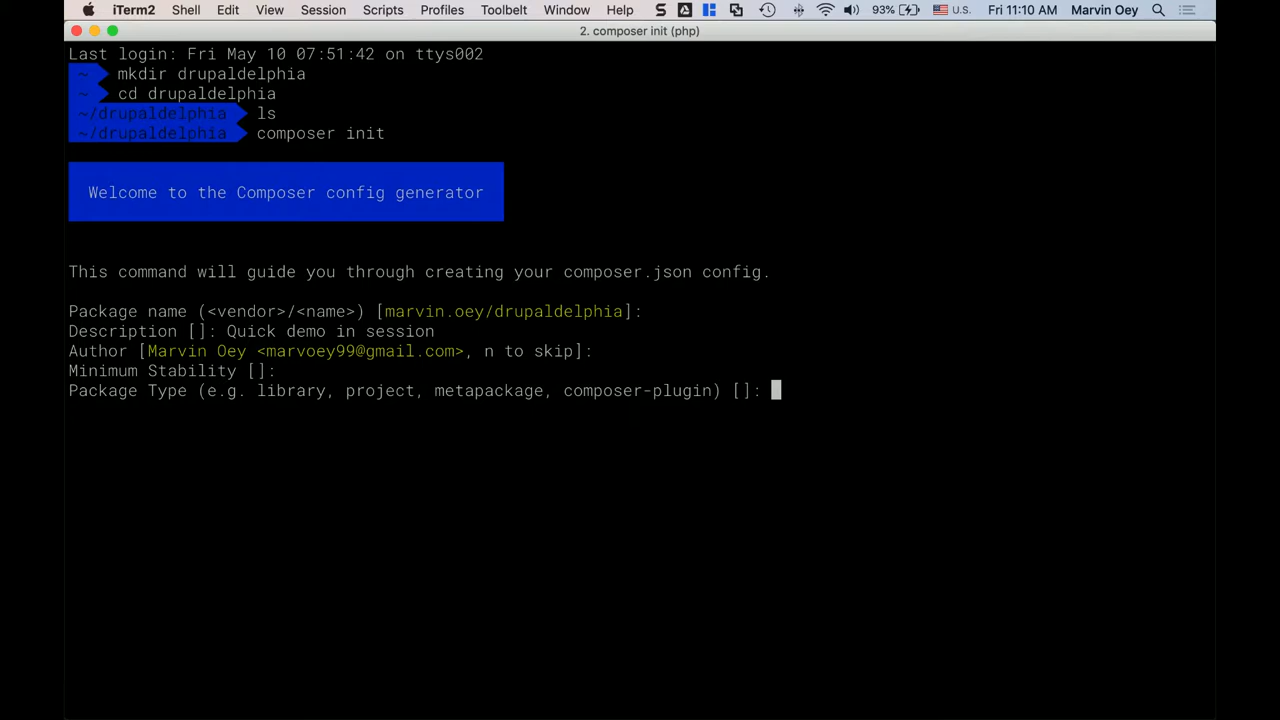 iTerm2 Shell Edit View Session Scripts Profiles Toolbelt Window Help S 93% U.S. Fri 11:10 AM Marvin Oey
2. composer init (php)
Last login: Fri May 10 07:51:42 on ttys002
~ mkdir drupaldelphia
~ cd drupaldelphia
~/drupaldelphia ls
~/drupaldelphia composer init
Welcome to the Composer config generator
This command will guide you through creating your composer.json config.
Package name (<vendor>/<name>) [marvin.oey/drupaldelphia]:
Description []: Quick demo in session
Author [Marvin Oey <marvoey99@gmail.com>, n to skip]:
Minimum Stability []:
Package Type (e.g. library, project, metapackage, composer-plugin) []: